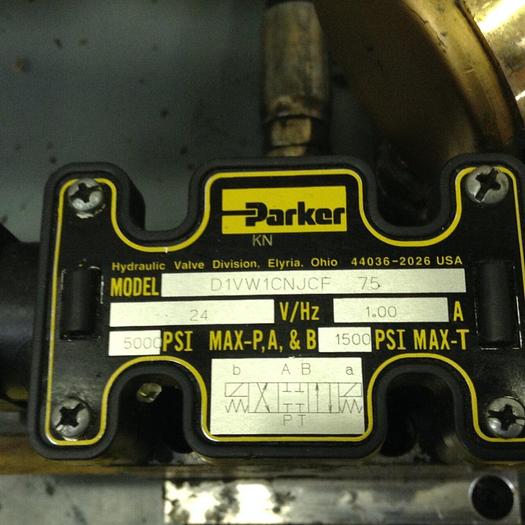 Parker
KN
Hydraulic Valve Division, Elyria, Ohio 44036-2026 USA
MODEL D1VW1CNJCF 75
24 V/Hz 1.00 A
5000 PSI MAX-P,A, & B 1500 PSI MAX-T
b A B a
P T